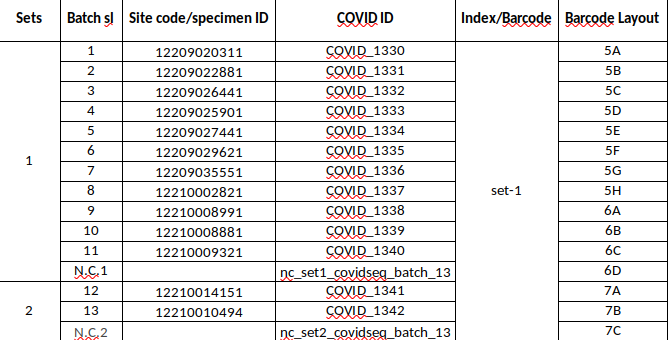 Sets Batch sl Site code/specimen ID COVID ID Index/Barcode Barcode Layout
1 12209020311 COVID_1330 5A
2 12209022881 COVID_1331 5B
3 12209026441 COVID_1332 5C
4 12209025901 COVID_1333 5D
5 12209027441 COVID_1334 5E
6 12209029621 COVID_1335 5F
1
7 12209035551 COVID_1336 5G
8 12210002821 COVID_1337 set-1 5H
9 12210008991 COVID_1338 6A
10 12210008881 COVID_1339 6B
11 12210009321 COVID_1340 6C
N.C.1 nc_set1_covidseq_batch_13 6D
12 12210014151 COVID_1341 7A
2 13 12210010494 COVID_1342 7B
N.C.2 nc_set2_covidseq_batch_13 7C